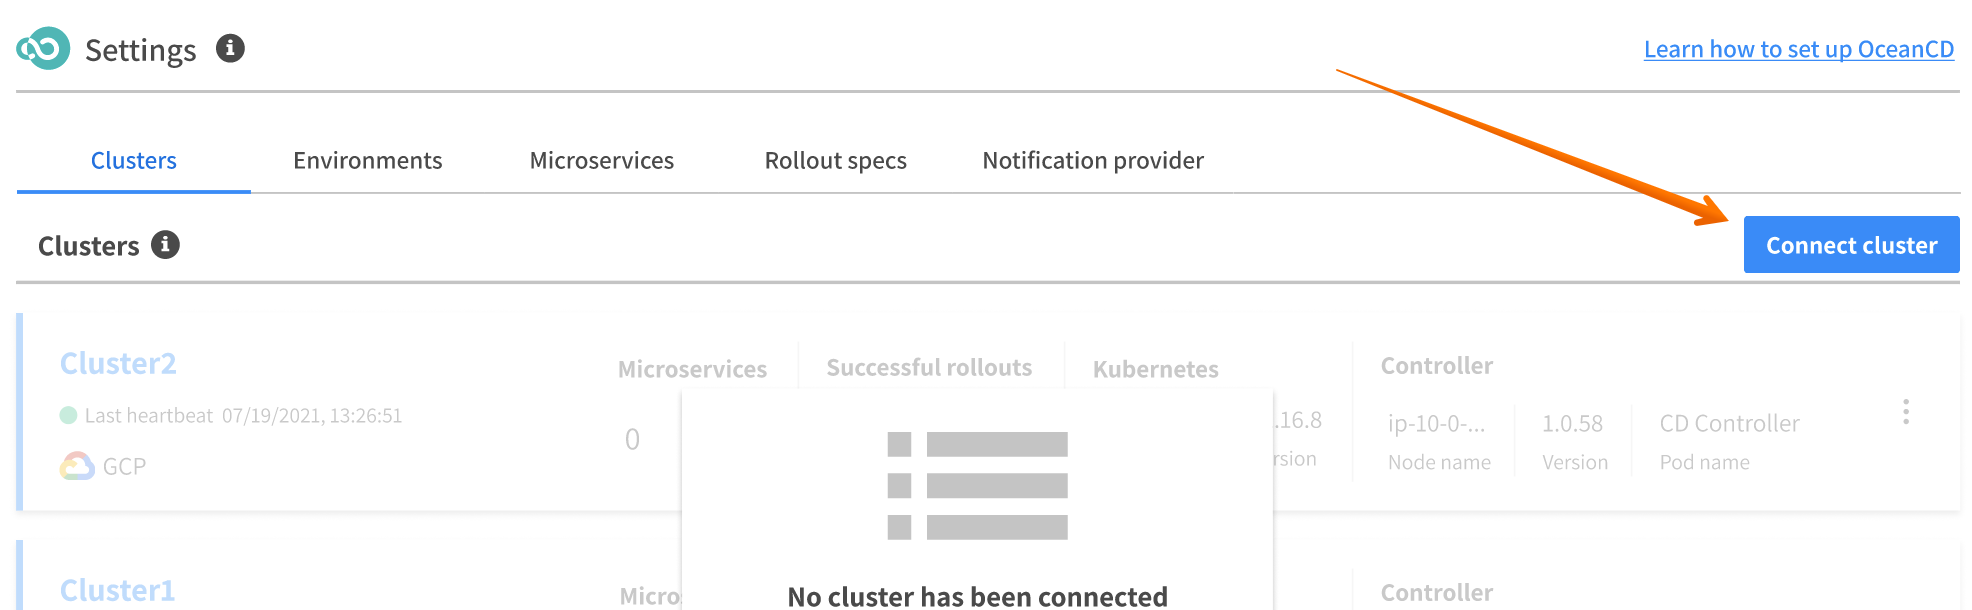 Settings
Learn how to set up OceanCD
Clusters Environments Microservices Rollout specs Notification provider
Clusters
Connect cluster
Cluster2
Last heartbeat 07/19/2021, 13:26:51
GCP
Microservices
0
Successful rollouts
Kubernetes
.16.8
rsion
Controller
ip-10-0-... 1.0.58 CD Controller
Node name Version Pod name
No cluster has been connected
Cluster1
Micro
Controller